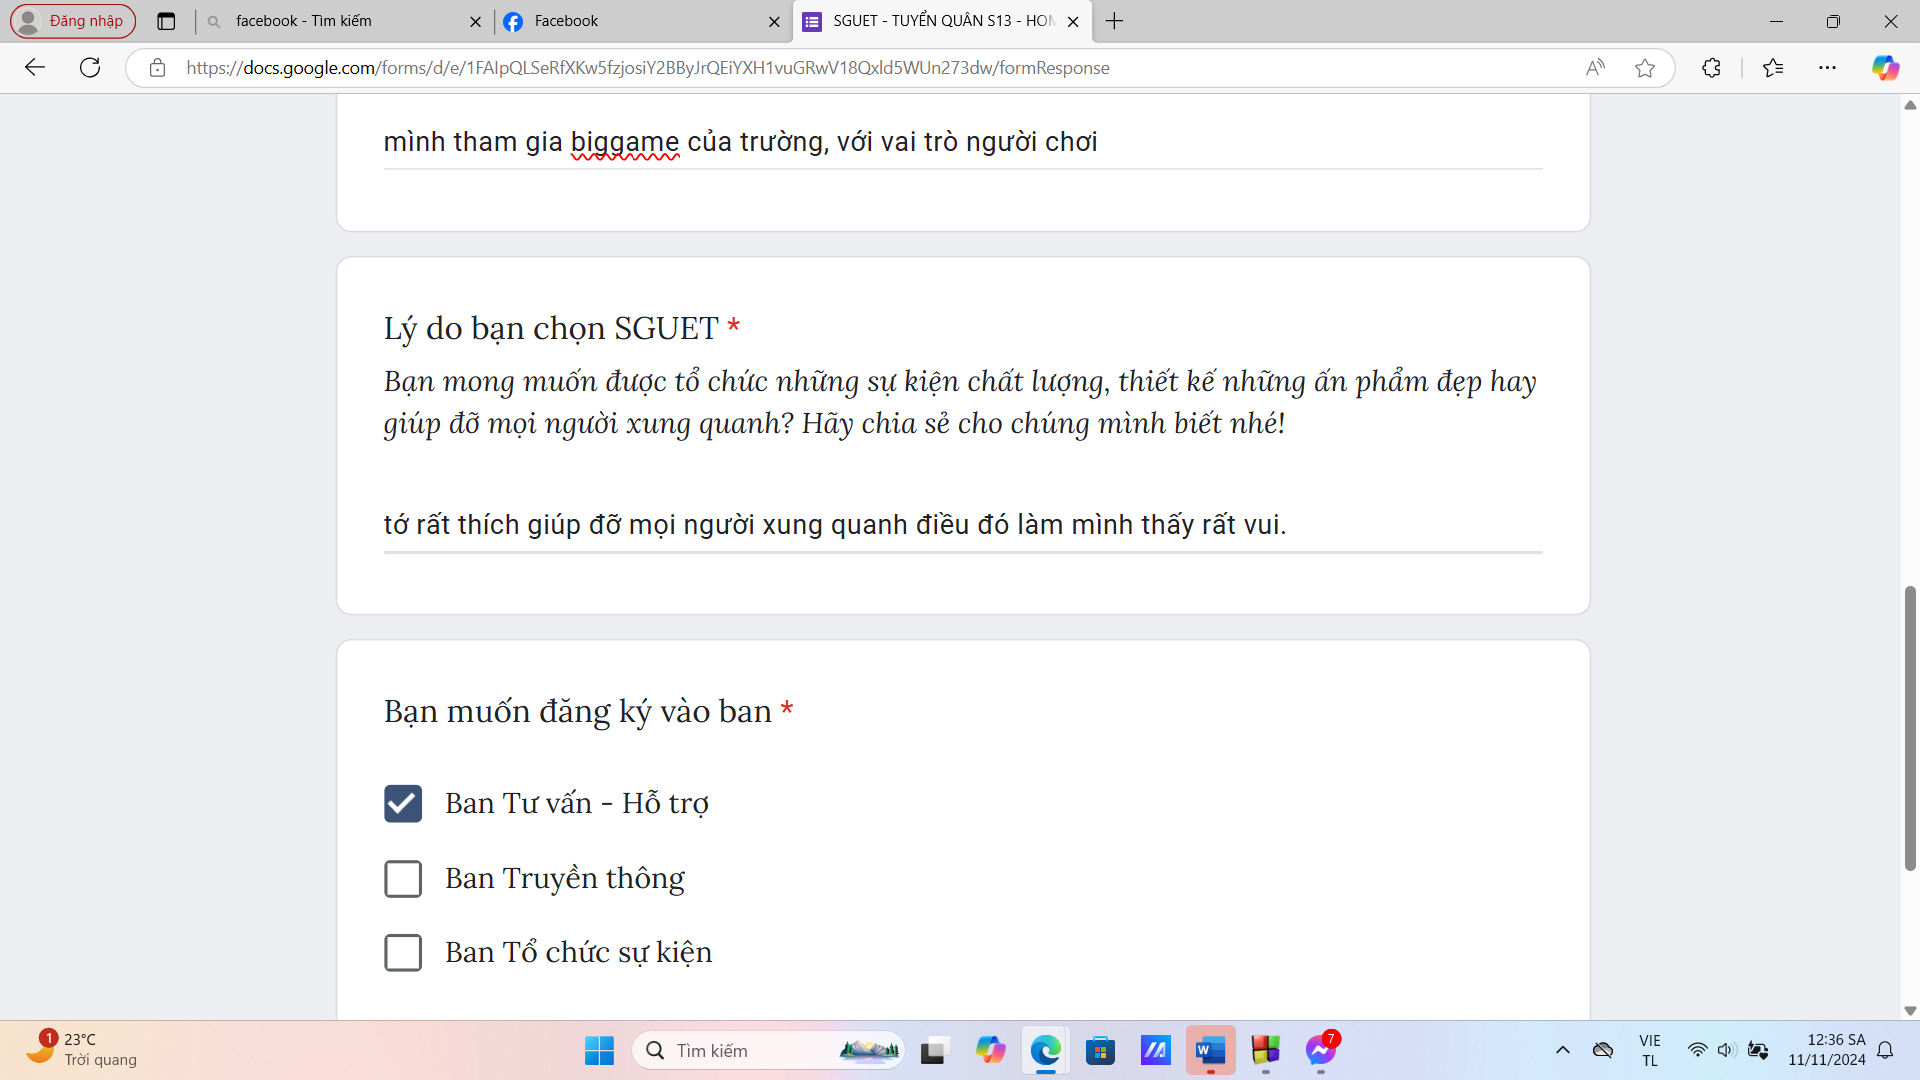 Đăng nhập
facebook - Tìm kiếm
Facebook
SGUET - TUYỂN QUÂN S13 - HOM
https://docs.google.com/forms/d/e/1FAIpQLSeRfXKw5fzjosiY2BByJrQEiYXH1vuGRwV18Qxld5WUn273dw/formResponse
mình tham gia biggame của trường, với vai trò người chơi
Lý do bạn chọn SGUET *
Bạn mong muốn được tổ chức những sự kiện chất lượng, thiết kế những ấn phẩm đẹp hay
giúp đỡ mọi người xung quanh? Hãy chia sẻ cho chúng mình biết nhé!
tớ rất thích giúp đỡ mọi người xung quanh điều đó làm mình thấy rất vui.
Bạn muốn đăng ký vào ban *
Ban Tư vấn - Hỗ trợ
Ban Truyền thông
Ban Tổ chức sự kiện
1
23°C
Trời quang
Tìm kiếm
7
VIE
TL
12:36 SA
11/11/2024